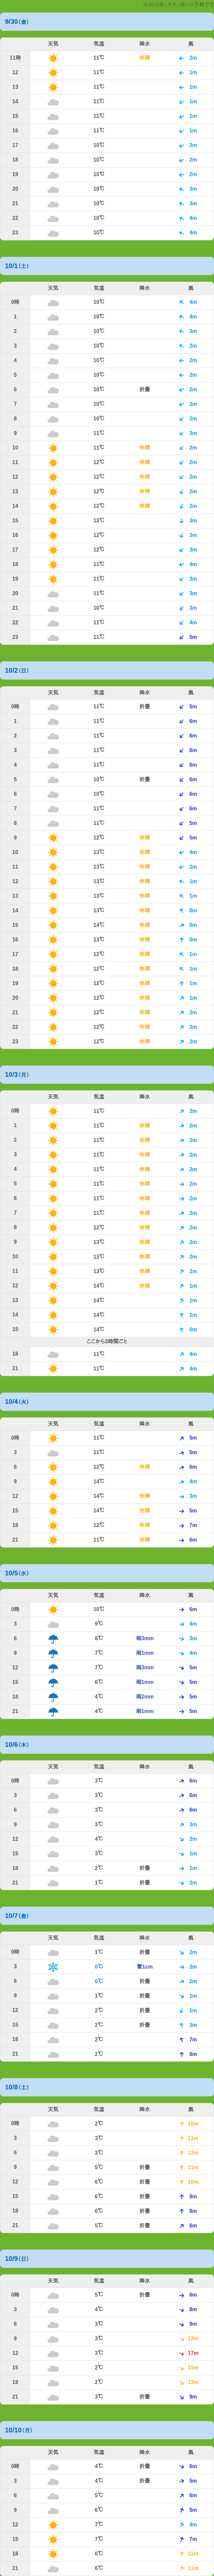 の予報です
9/30(金)
天気 気温 降水 風
11時 11℃ 快晴 2m
12 11℃ 1m
13 11℃ 1m
14 11℃ 1m
15 11℃ 1m
16 11℃ 1m
17 10℃ 2m
18 10℃ 2m
19 10℃ 2m
20 10℃ 3m
21 10℃ 3m
22 10℃ 4m
23 10℃ 4m
10/1(土)
天気 気温 降水 風
0時 10℃ 4m
1 10℃ 4m
2 10℃ 3m
3 10℃ 2m
4 10℃ 2m
5 10℃ 2m
6 10℃ 折畳 2m
7 10℃ 2m
8 10℃ 2m
9 11℃ 3m
10 11℃ 快晴 2m
11 12℃ 快晴 2m
12 12℃ 快晴 2m
13 12℃ 快晴 2m
14 12℃ 快晴 2m
15 13℃ 3m
16 12℃ 3m
17 12℃ 3m
18 11℃ 4m
19 11℃ 3m
20 11℃ 3m
21 10℃ 3m
22 11℃ 4m
23 11℃ 5m
10/2(日)
天気 気温 降水 風
0時 11℃ 折畳 5m
1 11℃ 6m
2 11℃ 6m
3 11℃ 6m
4 11℃ 6m
5 10℃ 折畳 6m
6 10℃ 6m
7 11℃ 6m
8 11℃ 5m
9 12℃ 快晴 5m
10 13℃ 快晴 4m
11 13℃ 快晴 2m
12 13℃ 快晴 1m
13 13℃ 快晴 1m
14 13℃ 快晴 0m
15 14℃ 快晴 0m
16 13℃ 快晴 0m
17 12℃ 快晴 1m
18 12℃ 快晴 1m
19 12℃ 快晴 1m
20 12℃ 快晴 1m
21 12℃ 快晴 2m
22 12℃ 快晴 2m
23 12℃ 快晴 2m
10/3(月)
天気 気温 降水 風
0時 11℃ 2m
1 11℃ 快晴 2m
2 11℃ 快晴 2m
3 11℃ 快晴 2m
4 11℃ 快晴 2m
5 11℃ 快晴 2m
6 11℃ 快晴 2m
7 11℃ 快晴 2m
8 12℃ 快晴 2m
9 13℃ 快晴 2m
10 13℃ 快晴 2m
11 13℃ 快晴 2m
12 14℃ 快晴 1m
13 14℃ 1m
14 14℃ 1m
15 14℃ 0m
ここから3時間ごと
18 11℃ 4m
21 11℃ 4m
10/4(火)
天気 気温 降水 風
0時 11℃ 5m
3 11℃ 5m
6 12℃ 快晴 6m
9 14℃ 快晴 4m
12 14℃ 快晴 3m
15 14℃ 快晴 5m
18 12℃ 快晴 7m
21 11℃ 快晴 6m
10/5(水)
天気 気温 降水 風
0時 10℃ 6m
3 9℃ 4m
6 8℃ 雨3mm 3m
9 7℃ 雨1mm 4m
12 7℃ 雨3mm 5m
15 6℃ 雨1mm 5m
18 4℃ 雨2mm 5m
21 4℃ 雨1mm 5m
10/6(木)
天気 気温 降水 風
0時 3℃ 6m
3 3℃ 6m
6 3℃ 6m
9 3℃ 3m
12 4℃ 2m
15 3℃ 1m
18 2℃ 折畳 1m
21 1℃ 折畳 2m
10/7(金)
天気 気温 降水 風
0時 1℃ 折畳 2m
3 0℃ 雪1cm 2m
6 0℃ 折畳 2m
9 1℃ 折畳 1m
12 2℃ 折畳 1m
15 2℃ 折畳 3m
18 2℃ 7m
21 2℃ 8m
10/8(土)
天気 気温 降水 風
0時 2℃ 10m
3 3℃ 11m
6 3℃ 12m
9 5℃ 折畳 11m
12 6℃ 折畳 10m
15 6℃ 折畳 9m
18 6℃ 折畳 8m
21 5℃ 折畳 6m
10/9(日)
天気 気温 降水 風
0時 5℃ 折畳 6m
3 4℃ 8m
6 3℃ 9m
9 3℃ 13m
12 3℃ 17m
15 2℃ 15m
18 2℃ 13m
21 3℃ 折畳 9m
10/10(月)
天気 気温 降水 風
0時 4℃ 折畳 6m
3 4℃ 折畳 5m
6 5℃ 6m
9 6℃ 5m
12 7℃ 4m
15 7℃ 7m
18 6℃ 11m
21 6℃ 11m